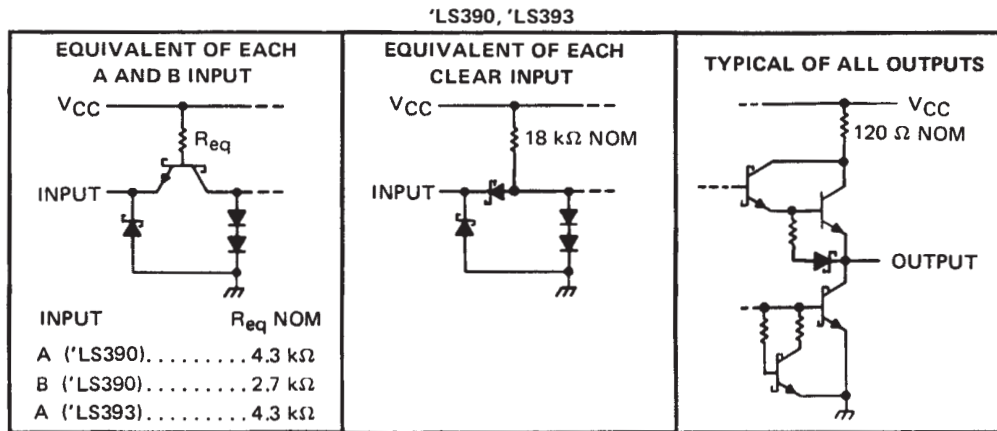 'LS390, 'LS393
EQUIVALENT OF EACH
A AND B INPUT
VCC
Req
INPUT
INPUT Req NOM
A ('LS390).........4.3 kΩ
B ('LS390).........2.7 kΩ
A ('LS393).........4.3 kΩ
EQUIVALENT OF EACH
CLEAR INPUT
VCC
18 kΩ NOM
INPUT
TYPICAL OF ALL OUTPUTS
VCC
120 Ω NOM
OUTPUT